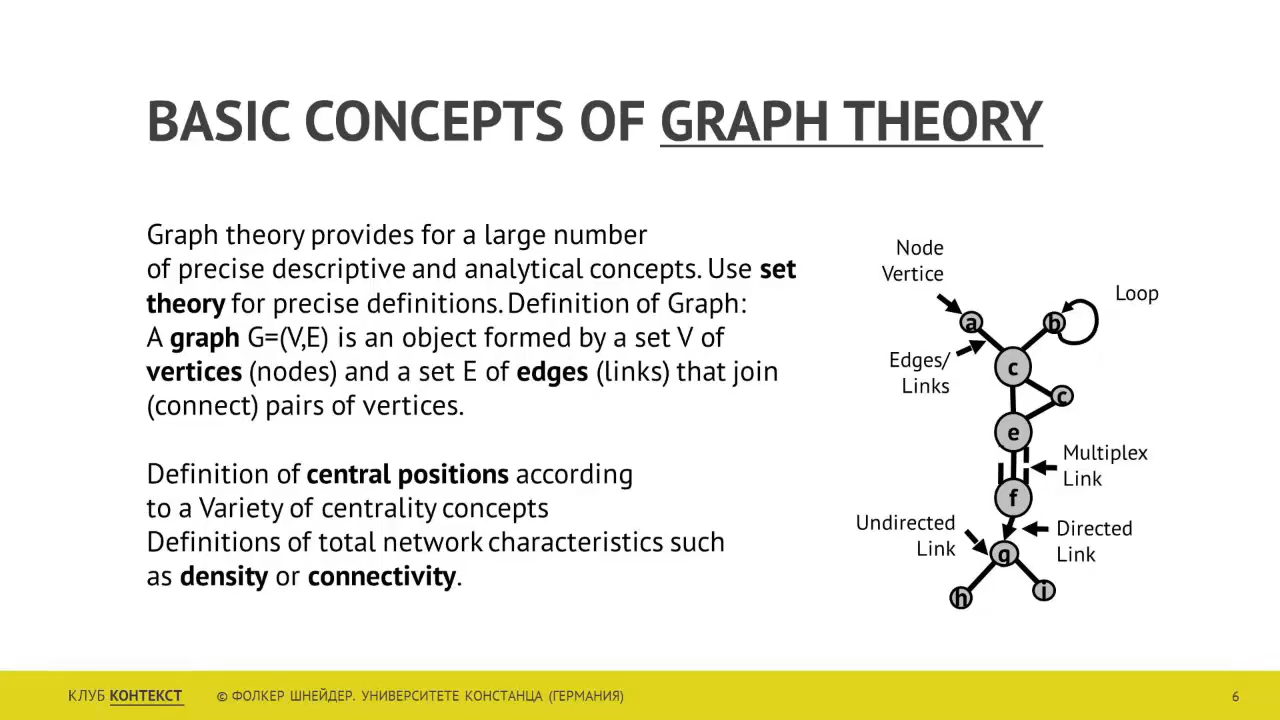 BASIC CONCEPTS OF GRAPH THEORY
Graph theory provides for a large number
of precise descriptive and analytical concepts. Use set
theory for precise definitions. Definition of Graph:
A graph G=(V,E) is an object formed by a set V of
vertices (nodes) and a set E of edges (links) that join
(connect) pairs of vertices.
Definition of central positions according
to a Variety of centrality concepts
Definitions of total network characteristics such
as density or connectivity.
Node
Vertice
Loop
a
b
Edges/
Links
c
c
e
Multiplex
Link
f
Undirected
Link
Directed
Link
g
h
i
КЛУБ КОНТЕКСТ
© ФОЛКЕР ШНЕЙДЕР. УНИВЕРСИТЕТЕ КОНСТАНЦА (ГЕРМАНИЯ)
6